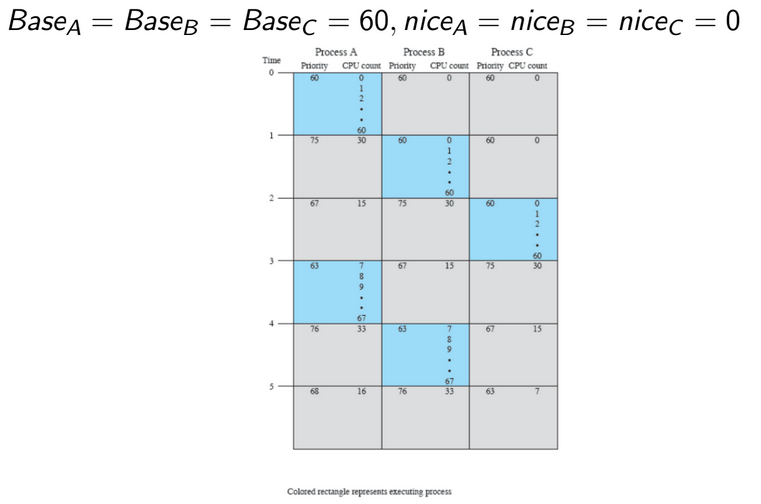 Base_A = Base_B = Base_C = 60, nice_A = nice_B = nice_C = 0
Process A Process B Process C
Time Priority CPU count Priority CPU count Priority CPU count
0 60 0 60 0 60 0
1
2
•
•
60
1 75 30 60 0 60 0
1
2
•
•
60
2 67 15 75 30 60 0
1
2
•
•
60
3 63 7 67 15 75 30
8
9
•
•
67
4 76 33 63 7 67 15
8
9
•
•
67
5 68 16 76 33 63 7
Colored rectangle represents executing process